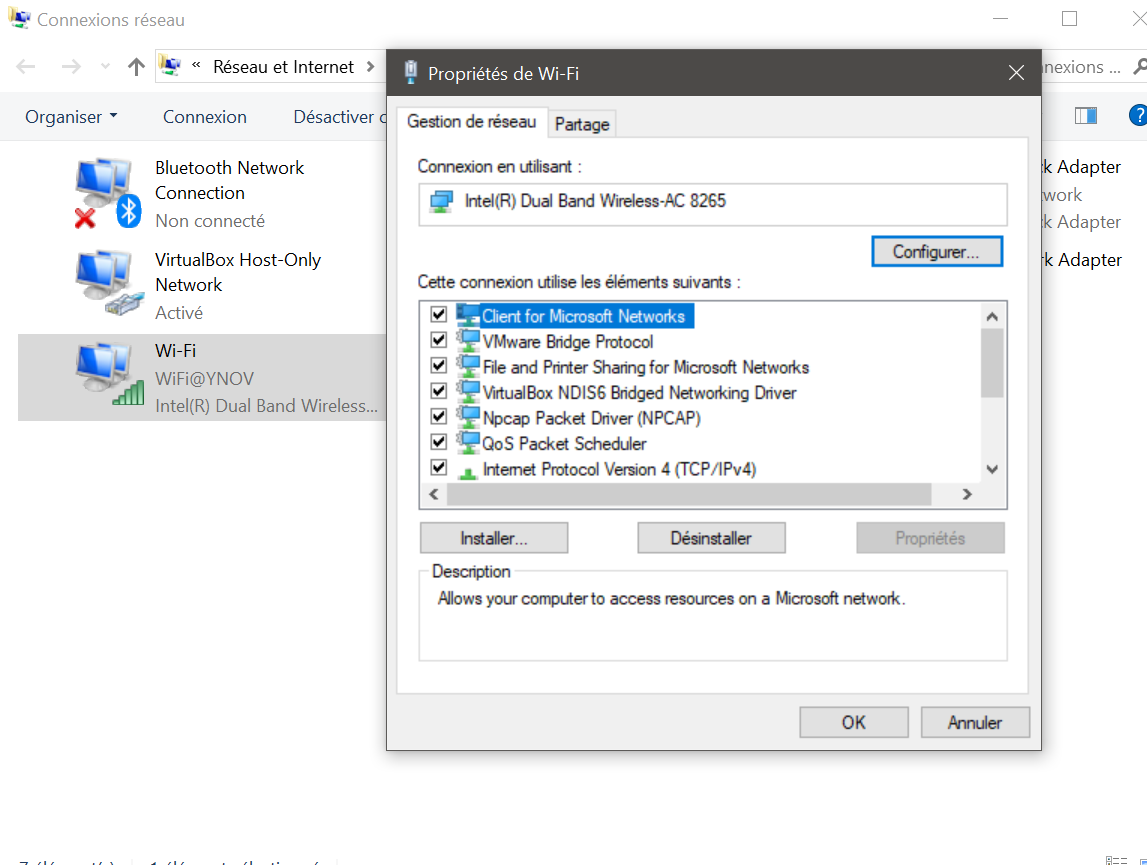 Connexions réseau
« Réseau et Internet >
nexions ...
Organiser
Connexion
Désactiver
Bluetooth Network
Connection
Non connecté
VirtualBox Host-Only
Network
Activé
Wi-Fi
WiFi@YNOV
Intel(R) Dual Band Wireless...
k Adapter
work
k Adapter
rk Adapter
Propriétés de Wi-Fi
Gestion de réseau
Partage
Connexion en utilisant :
Intel(R) Dual Band Wireless-AC 8265
Configurer...
Cette connexion utilise les éléments suivants :
Client for Microsoft Networks
VMware Bridge Protocol
File and Printer Sharing for Microsoft Networks
VirtualBox NDIS6 Bridged Networking Driver
Npcap Packet Driver (NPCAP)
QoS Packet Scheduler
Internet Protocol Version 4 (TCP/IPv4)
Installer...
Désinstaller
Propriétés
Description
Allows your computer to access resources on a Microsoft network.
OK
Annuler